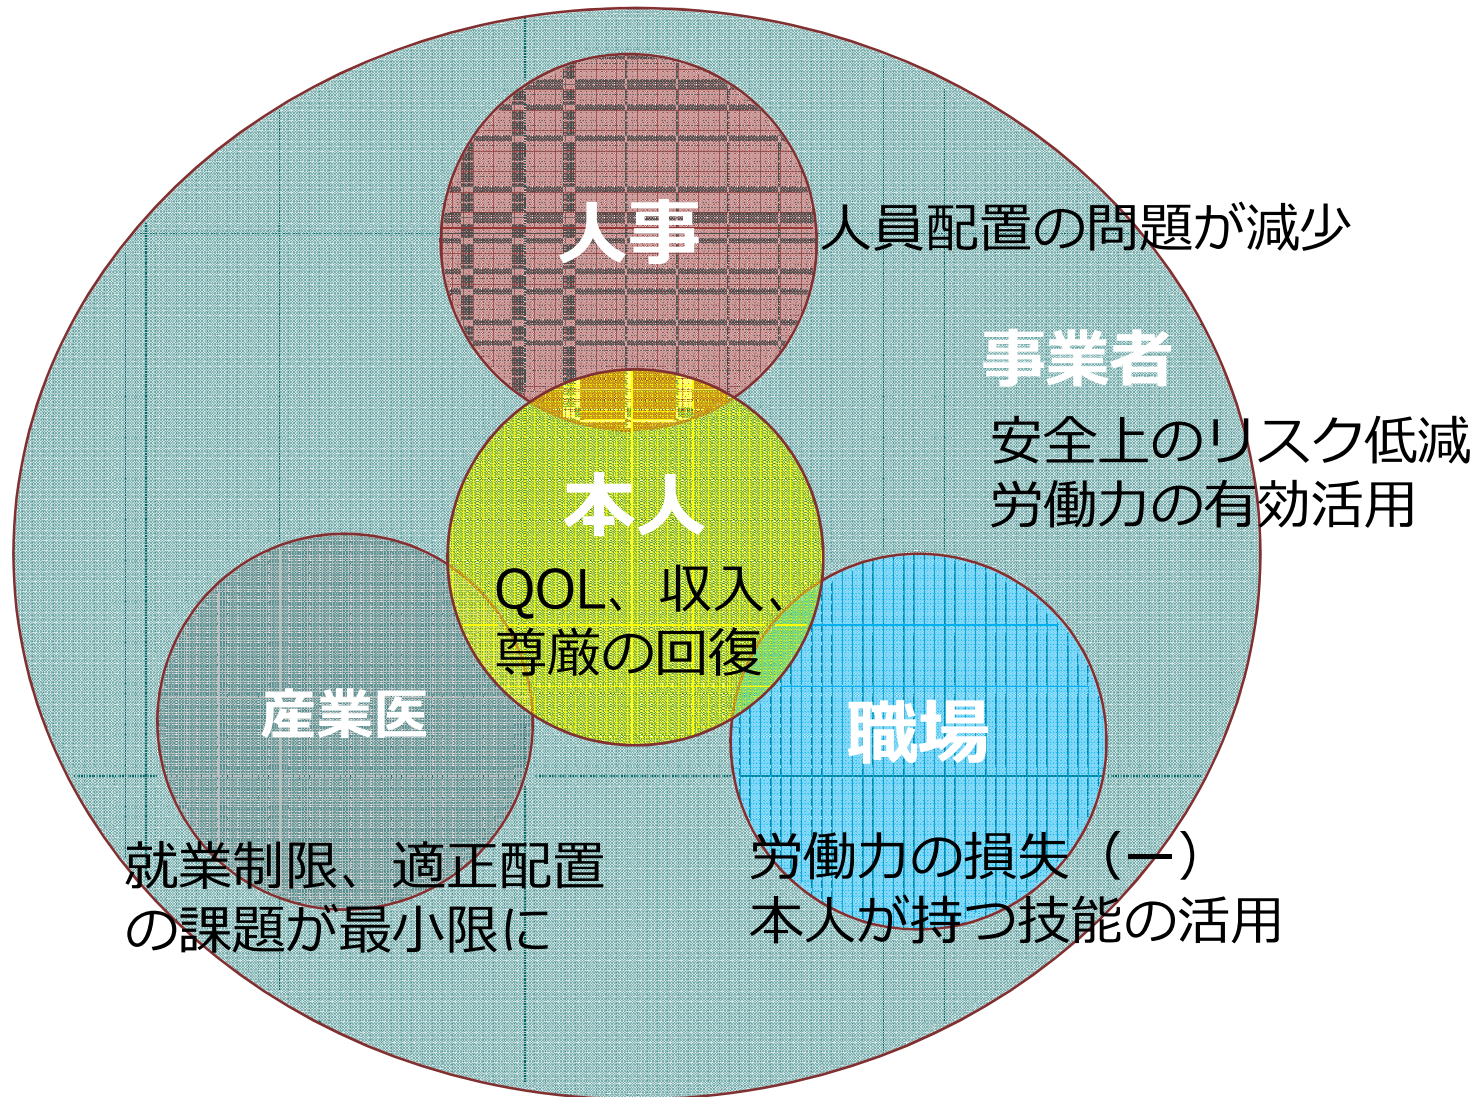 人事
人員配置の問題が減少
事業者
安全上のリスク低減
労働力の有効活用
本人
QOL、収入、
尊厳の回復
産業医
就業制限、適正配置
の課題が最小限に
職場
労働力の損失（ー）
本人が持つ技能の活用